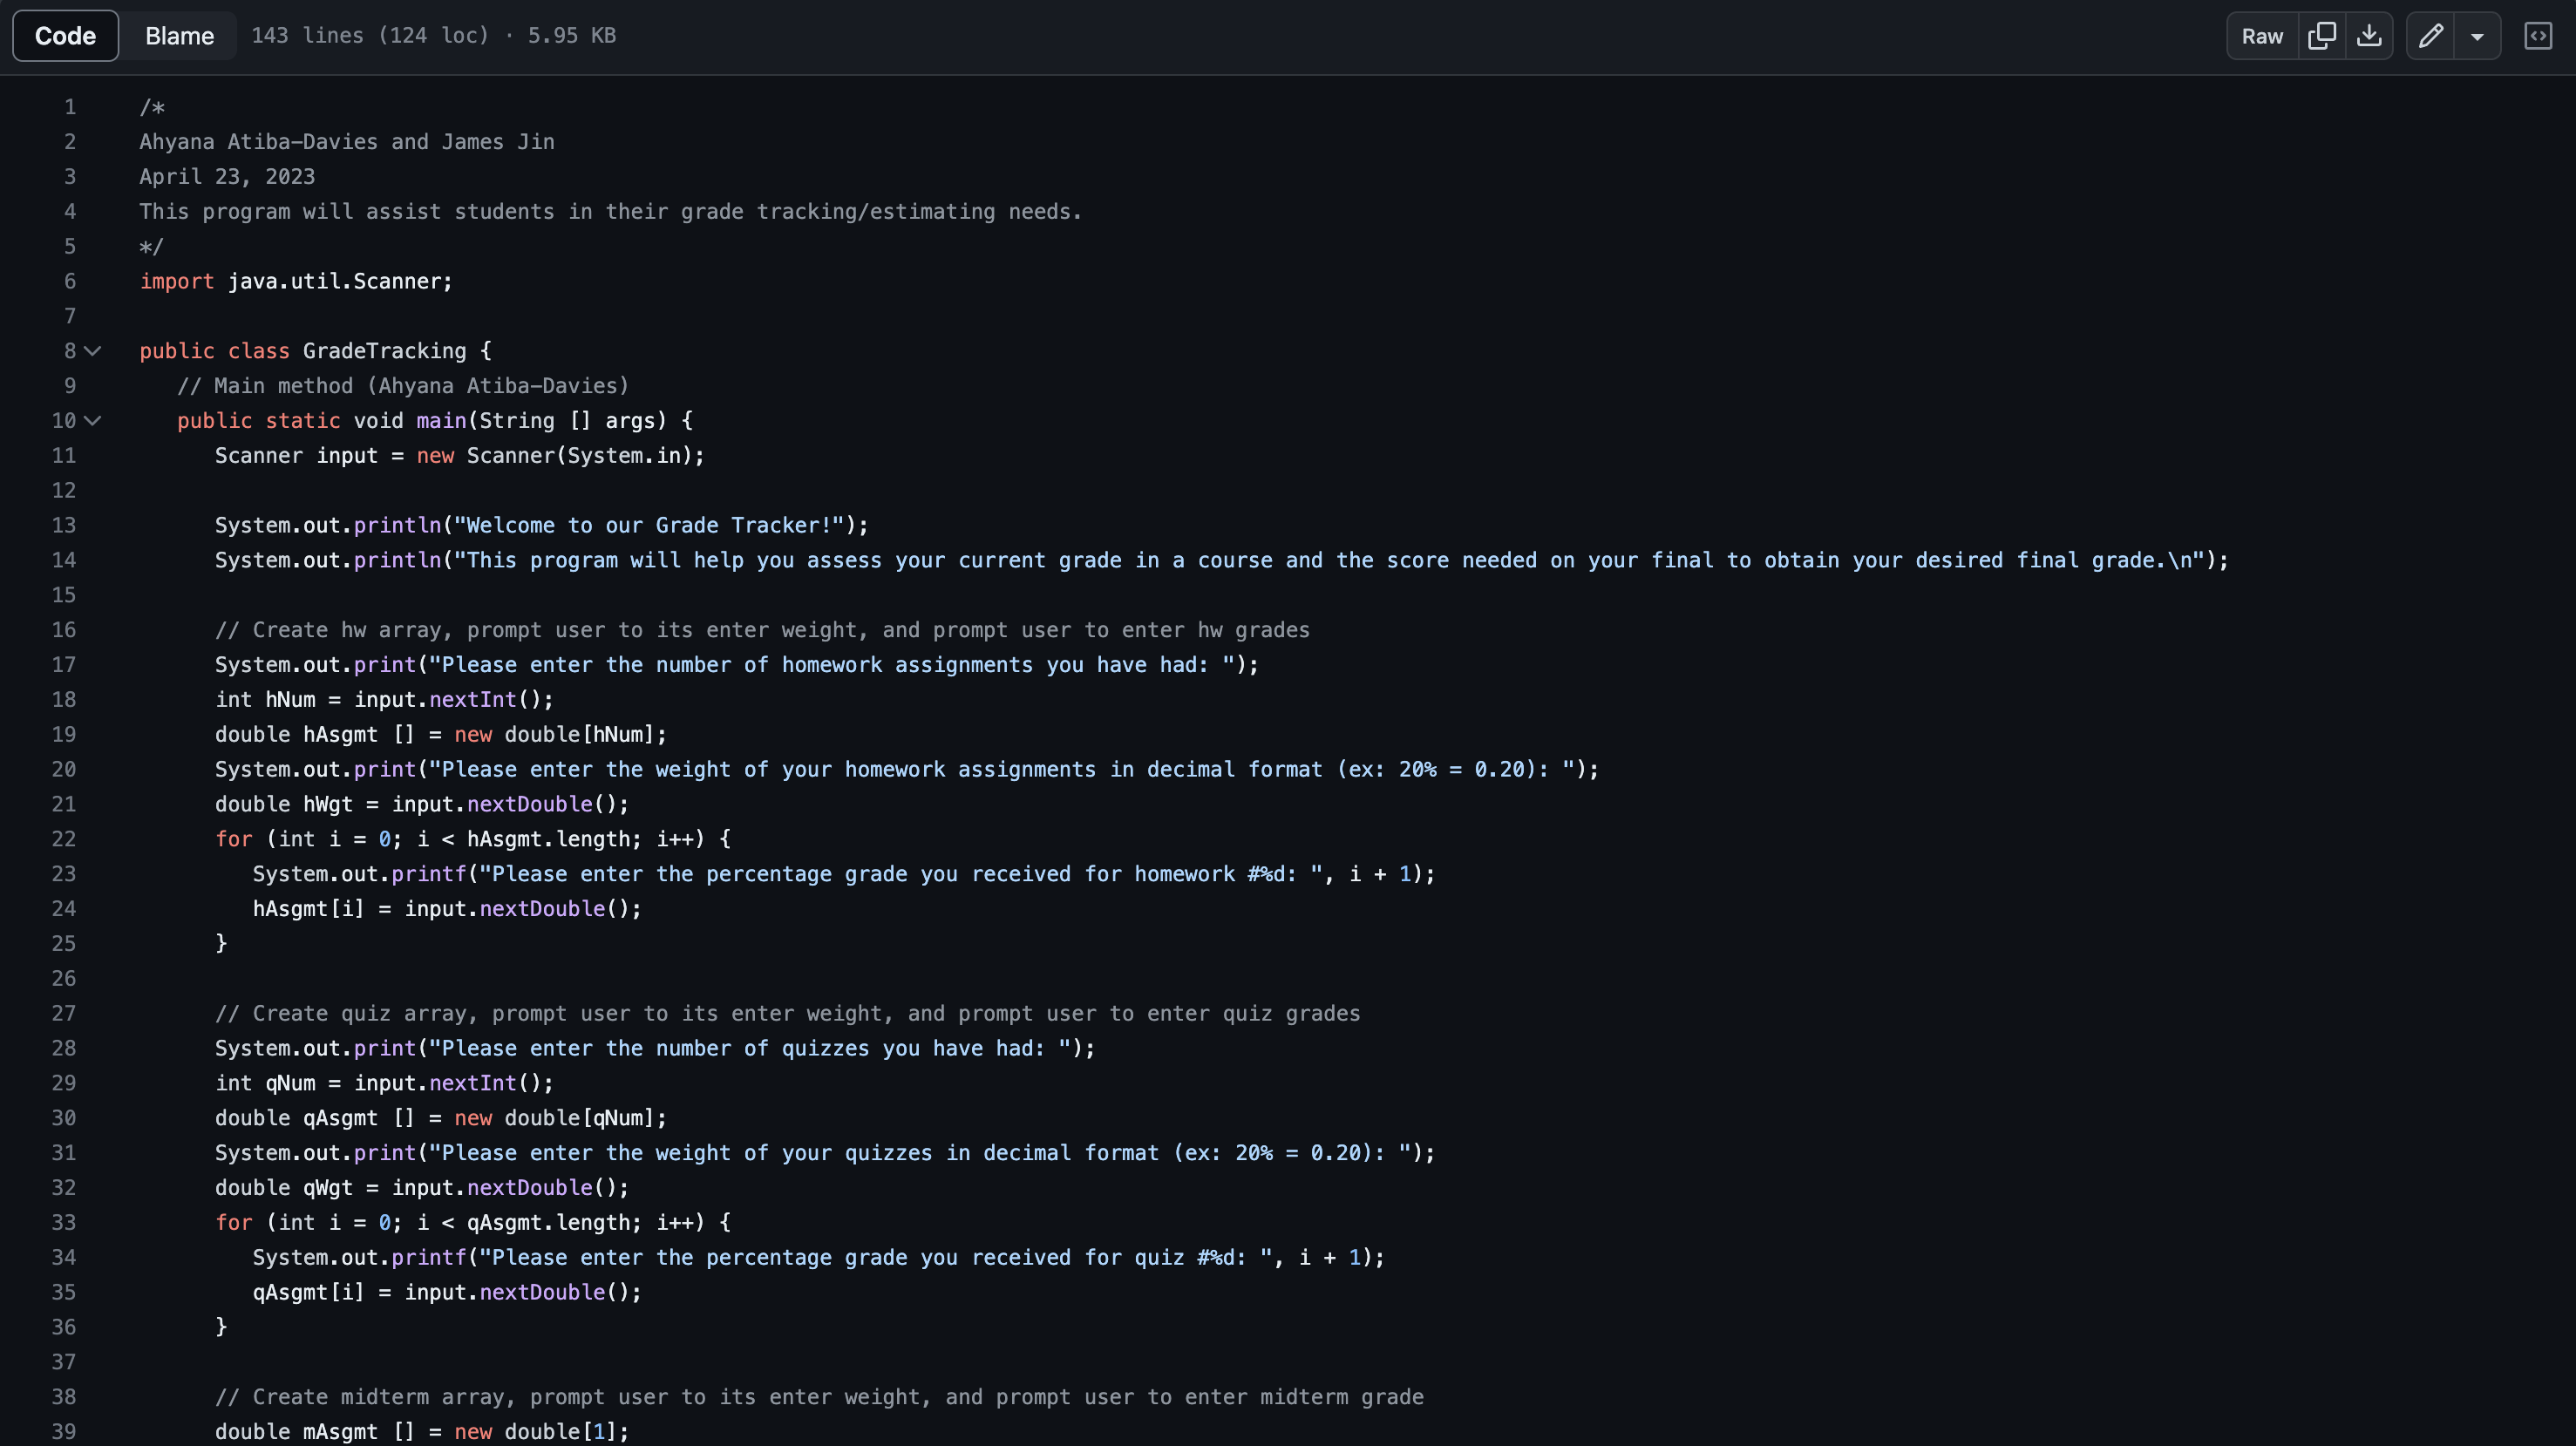 Code Blame 143 lines (124 loc) · 5.95 KB Raw
1 /*
2 Ahyana Atiba-Davies and James Jin
3 April 23, 2023
4 This program will assist students in their grade tracking/estimating needs.
5 */
6 import java.util.Scanner;
7
8 public class GradeTracking {
9 // Main method (Ahyana Atiba-Davies)
10 public static void main(String [] args) {
11 Scanner input = new Scanner(System.in);
12
13 System.out.println("Welcome to our Grade Tracker!");
14 System.out.println("This program will help you assess your current grade in a course and the score needed on your final to obtain your desired final grade.\n");
15
16 // Create hw array, prompt user to its enter weight, and prompt user to enter hw grades
17 System.out.print("Please enter the number of homework assignments you have had: ");
18 int hNum = input.nextInt();
19 double hAsgmt [] = new double[hNum];
20 System.out.print("Please enter the weight of your homework assignments in decimal format (ex: 20% = 0.20): ");
21 double hWgt = input.nextDouble();
22 for (int i = 0; i < hAsgmt.length; i++) {
23 System.out.printf("Please enter the percentage grade you received for homework #%d: ", i + 1);
24 hAsgmt[i] = input.nextDouble();
25 }
26
27 // Create quiz array, prompt user to its enter weight, and prompt user to enter quiz grades
28 System.out.print("Please enter the number of quizzes you have had: ");
29 int qNum = input.nextInt();
30 double qAsgmt [] = new double[qNum];
31 System.out.print("Please enter the weight of your quizzes in decimal format (ex: 20% = 0.20): ");
32 double qWgt = input.nextDouble();
33 for (int i = 0; i < qAsgmt.length; i++) {
34 System.out.printf("Please enter the percentage grade you received for quiz #%d: ", i + 1);
35 qAsgmt[i] = input.nextDouble();
36 }
37
38 // Create midterm array, prompt user to its enter weight, and prompt user to enter midterm grade
39 double mAsgmt [] = new double[1];